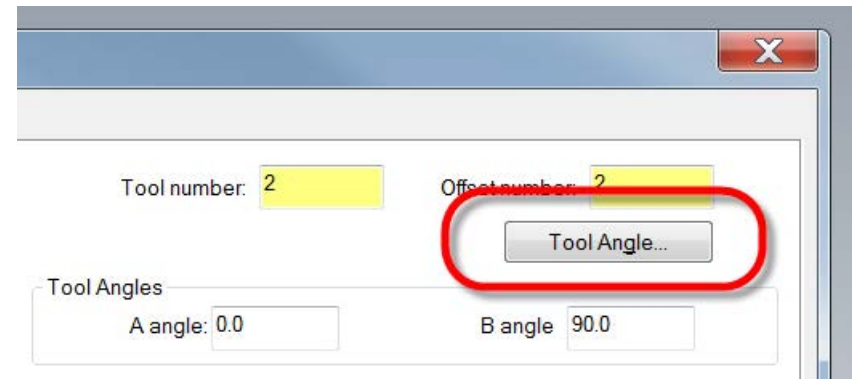 Tool number: 2 Offset number: 2
Tool Angle...
Tool Angles
A angle: 0.0 B angle 90.0